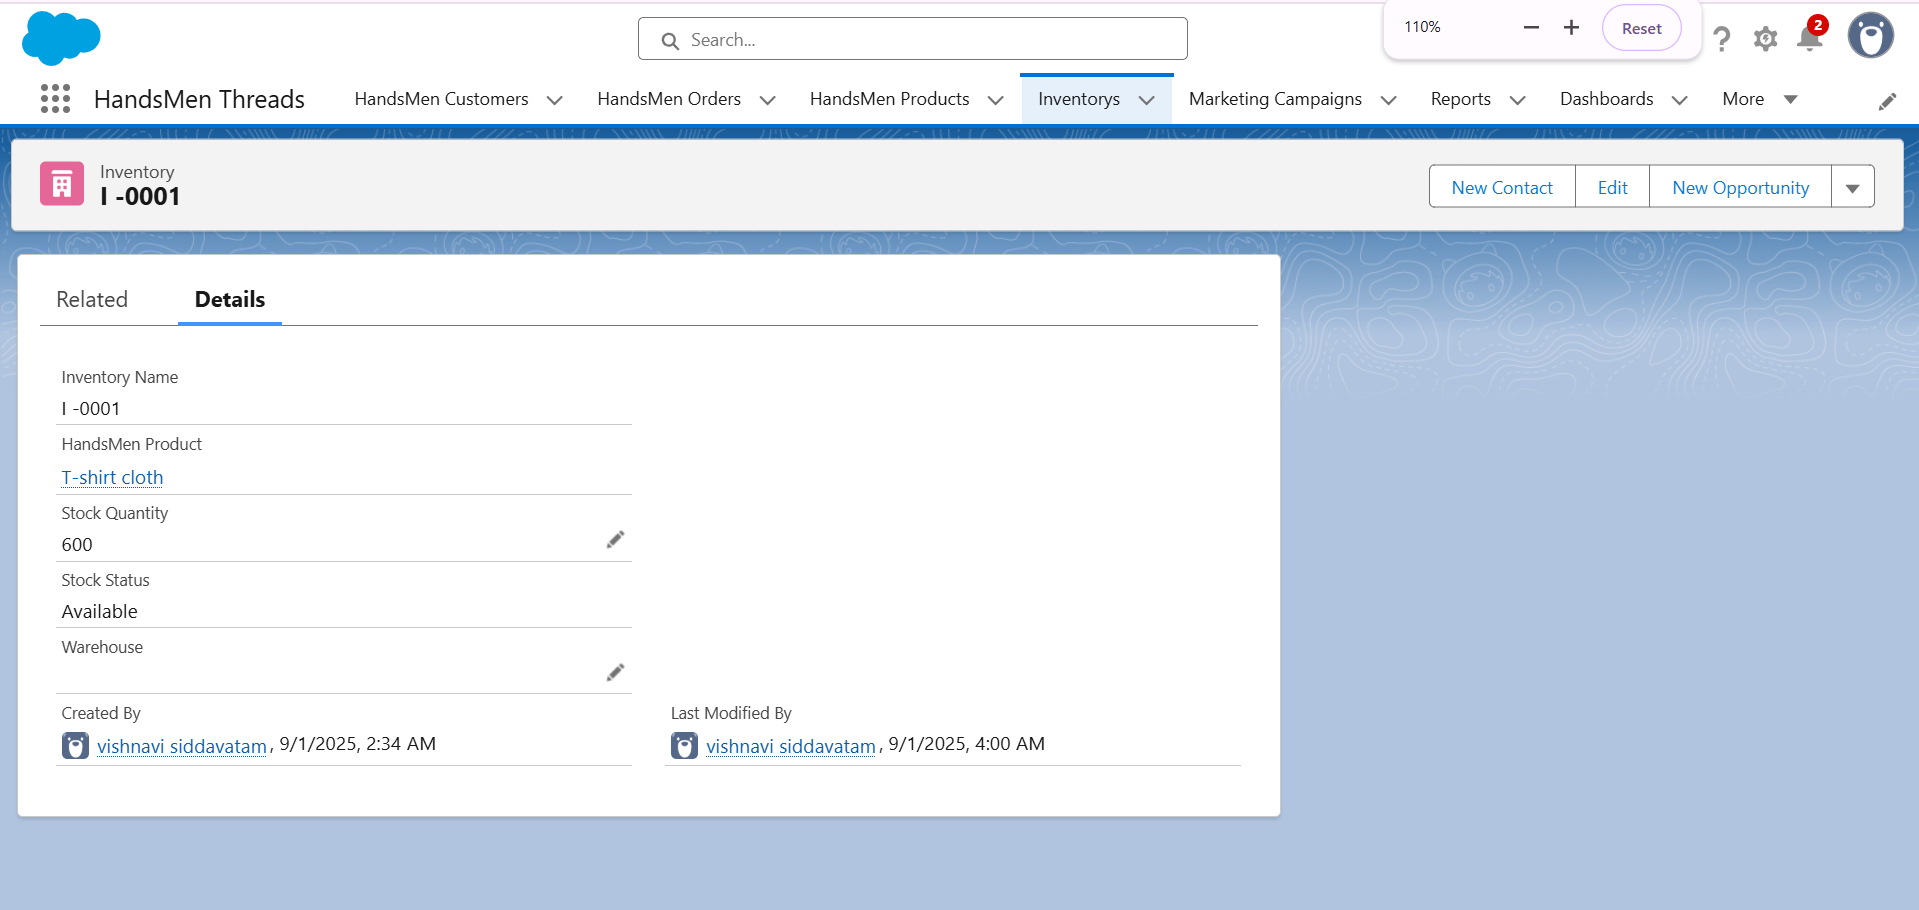 110%
Reset
Search...
2
HandsMen Threads
HandsMen Customers
HandsMen Orders
HandsMen Products
Inventorys
Marketing Campaigns
Reports
Dashboards
More
Inventory
I -0001
New Contact
Edit
New Opportunity
Related
Details
Inventory Name
I -0001
HandsMen Product
T-shirt cloth
Stock Quantity
600
Stock Status
Available
Warehouse
Created By
vishnavi siddavatam, 9/1/2025, 2:34 AM
Last Modified By
vishnavi siddavatam, 9/1/2025, 4:00 AM